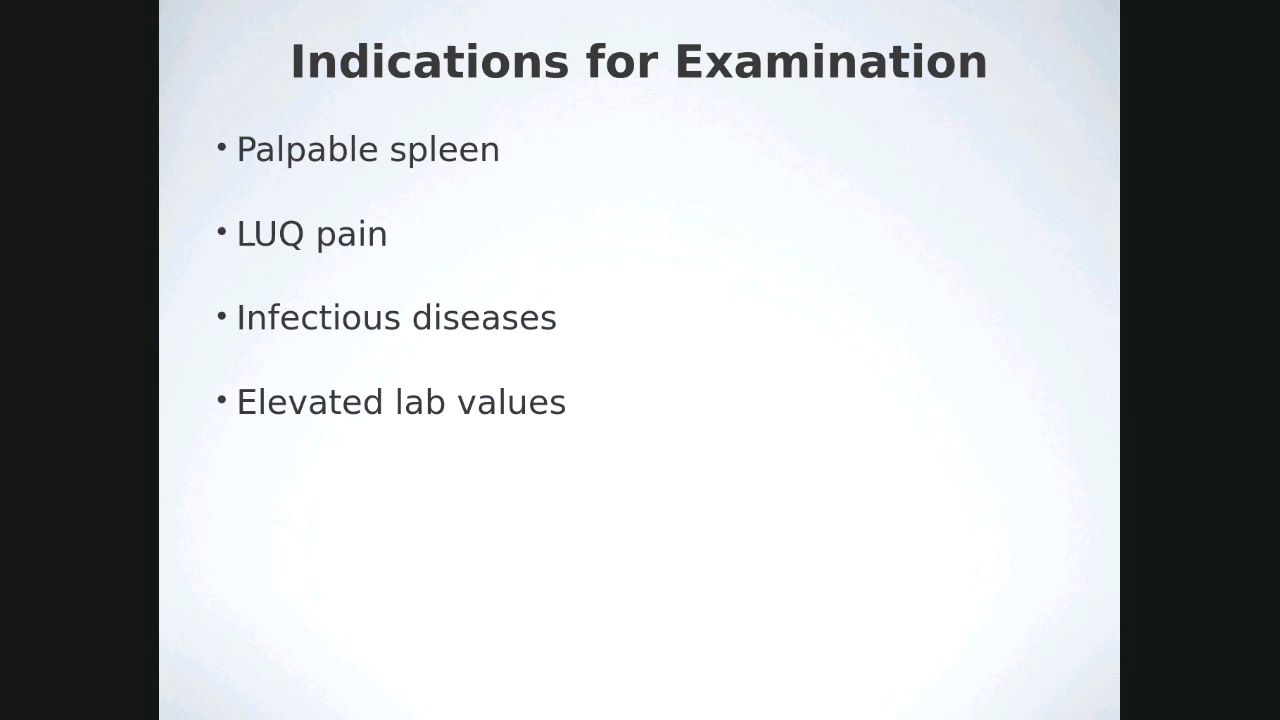 Indications for Examination
• Palpable spleen
• LUQ pain
• Infectious diseases
• Elevated lab values